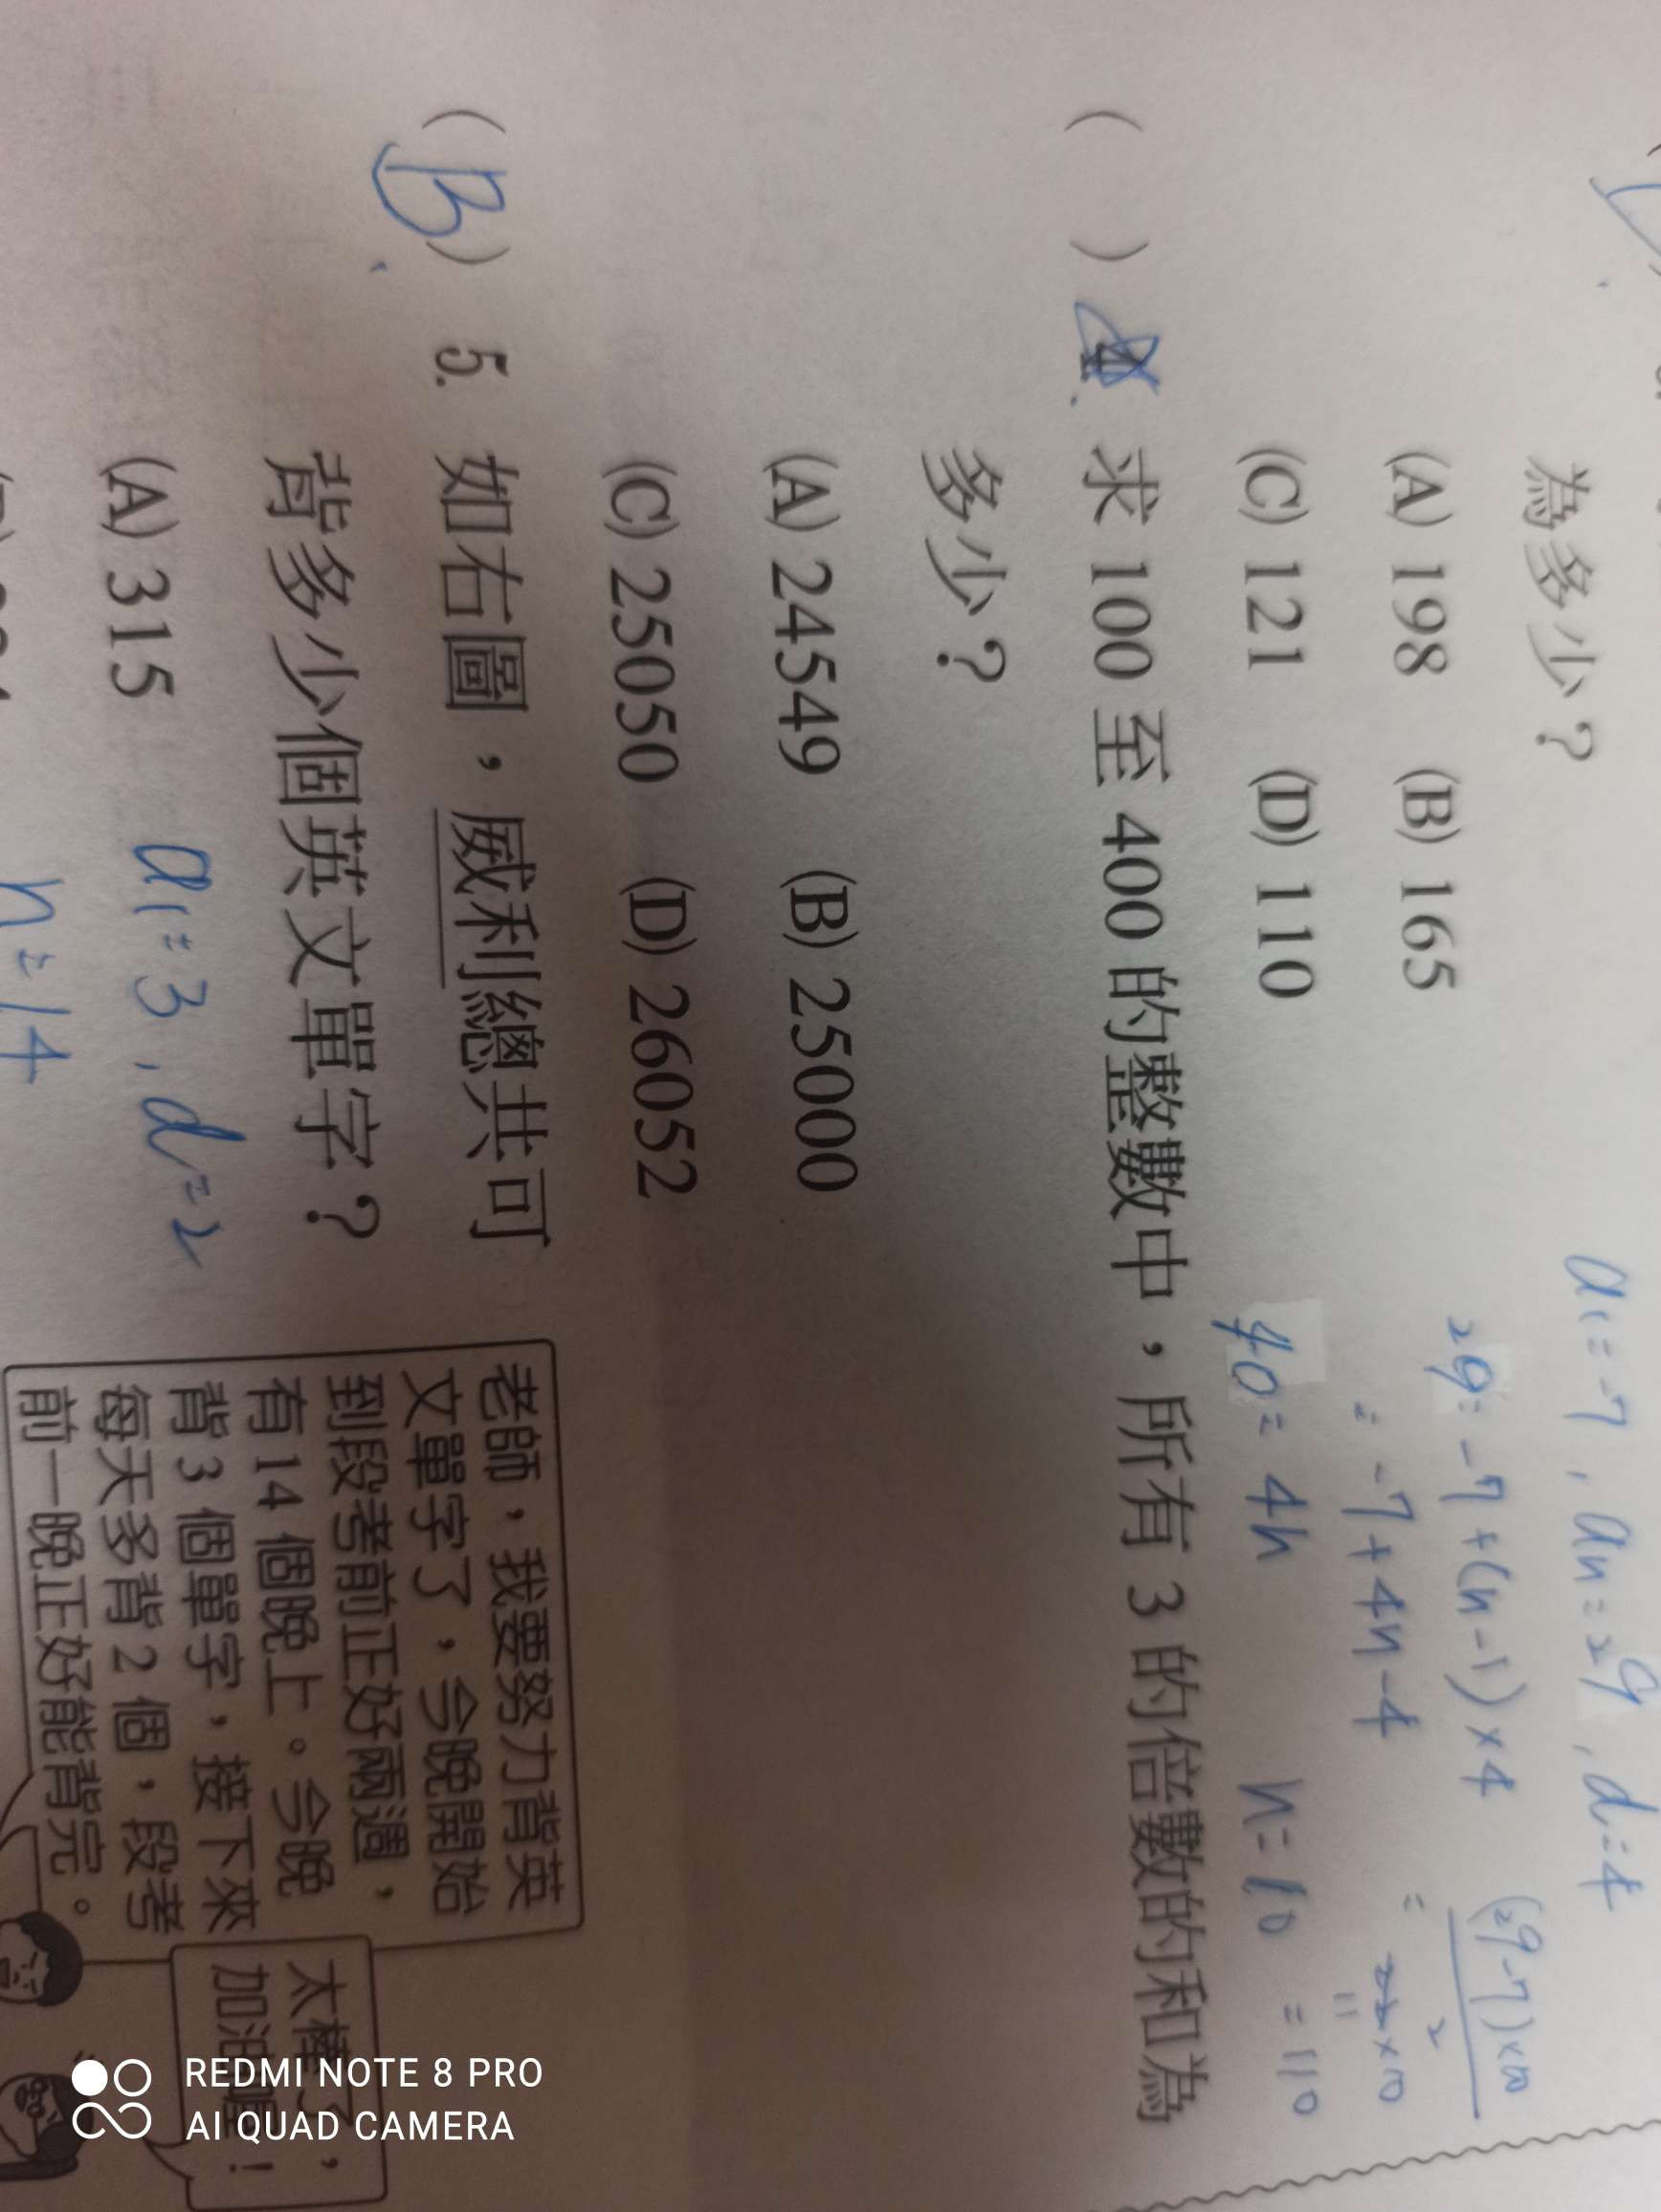 為多少？
(A) 198 (B) 165
(C) 121 (D) 110
a₁=-7 , an=29 , d=4
29=-7+(n-1)×4
=-7+4n-4
40=4n n=10
(29-7)×10
2
= 22×10
11
=110
( ) 4. 求 100 至 400 的整數中，所有 3 的倍數的和為
多少？
(A) 24549 (B) 25000
(C) 25050 (D) 26052
(B) 5. 如右圖，威利總共可
背多少個英文單字？
(A) 315
a₁=3 , d=2
n=14
老師，我要努力背英
文單字了，今晚開始
到段考前正好兩週，
有14個晚上。今晚
背3個單字，接下來
每天多背2個，段考
前一晚正好能背完。
太棒了，
加油喔！
REDMI NOTE 8 PRO
AI QUAD CAMERA